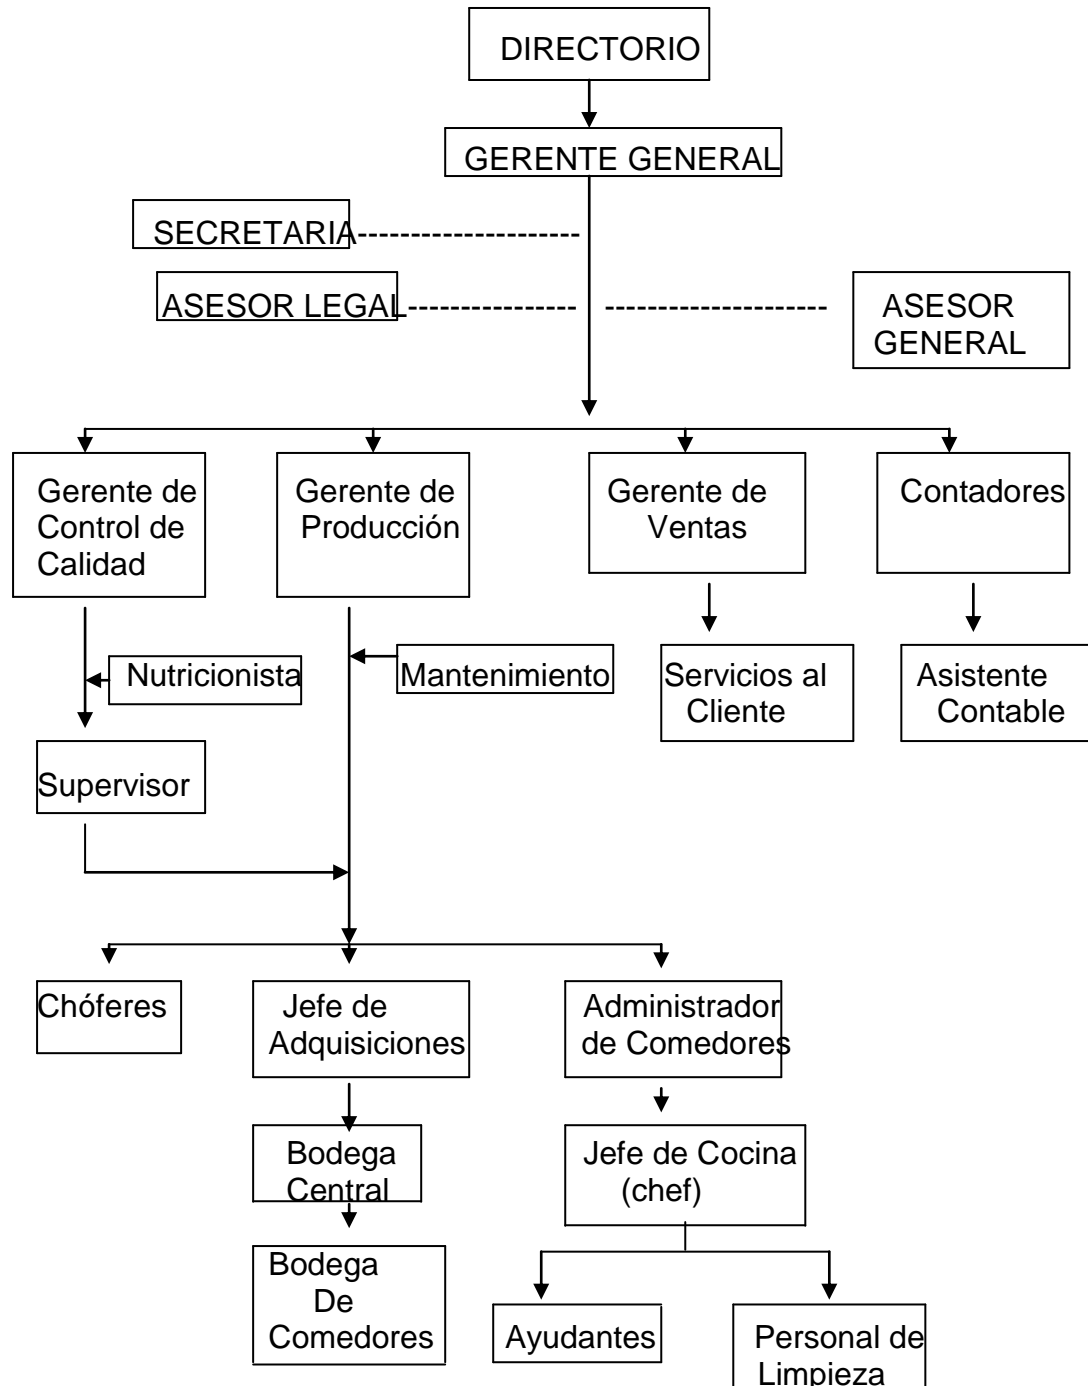 DIRECTORIO
GERENTE GENERAL
SECRETARIA
ASESOR LEGAL
ASESOR
GENERAL
Gerente de
Control de
Calidad
Gerente de
Producción
Gerente de
Ventas
Contadores
Nutricionista
Mantenimiento
Servicios al
Cliente
Asistente
Contable
Supervisor
Chóferes
Jefe de
Adquisiciones
Administrador
de Comedores
Bodega
Central
Jefe de Cocina
(chef)
Bodega
De
Comedores
Ayudantes
Personal de
Limpieza